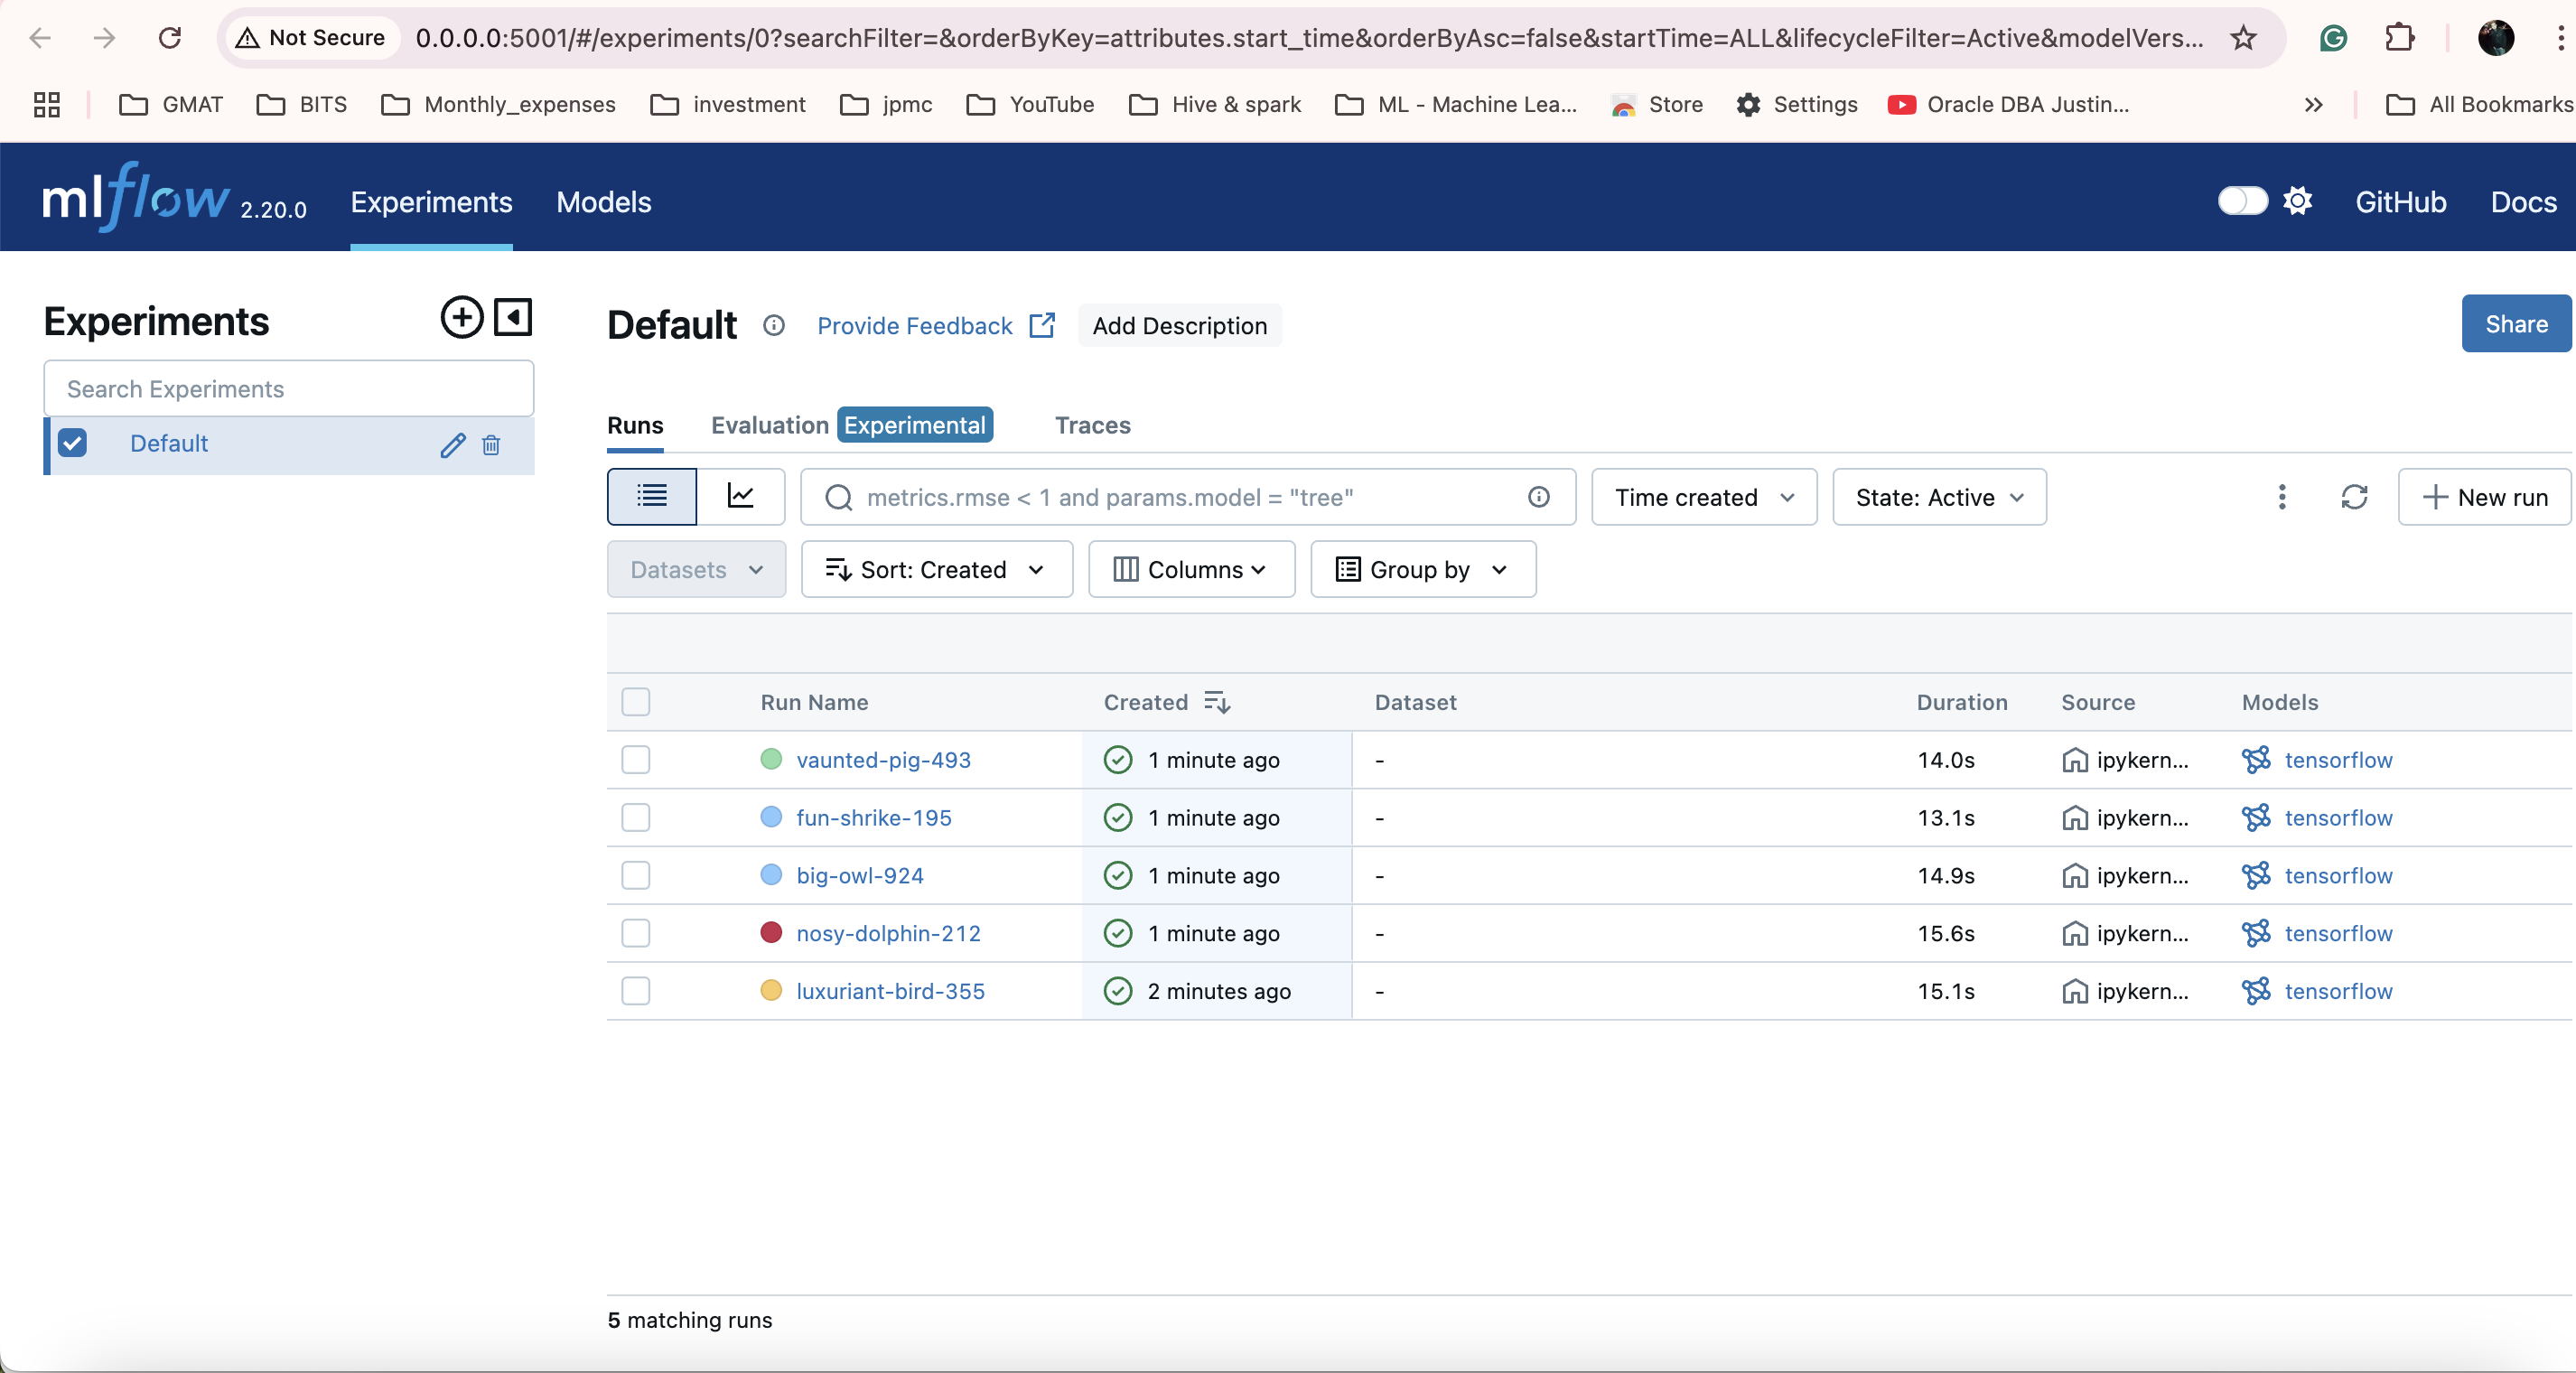 Not Secure 0.0.0.0:5001/#/experiments/0?searchFilter=&orderByKey=attributes.start_time&orderByAsc=false&startTime=ALL&lifecycleFilter=Active&modelVers...
GMAT BITS Monthly_expenses investment jpmc YouTube Hive & spark ML - Machine Lea... Store Settings Oracle DBA Justin... » All Bookmarks
mlflow 2.20.0 Experiments Models GitHub Docs
Experiments
Search Experiments
Default
Default Provide Feedback Add Description Share
Runs Evaluation Experimental Traces
metrics.rmse < 1 and params.model = "tree" Time created State: Active New run
Datasets Sort: Created Columns Group by
Run Name Created Dataset Duration Source Models
vaunted-pig-493 1 minute ago - 14.0s ipykern... tensorflow
fun-shrike-195 1 minute ago - 13.1s ipykern... tensorflow
big-owl-924 1 minute ago - 14.9s ipykern... tensorflow
nosy-dolphin-212 1 minute ago - 15.6s ipykern... tensorflow
luxuriant-bird-355 2 minutes ago - 15.1s ipykern... tensorflow
5 matching runs